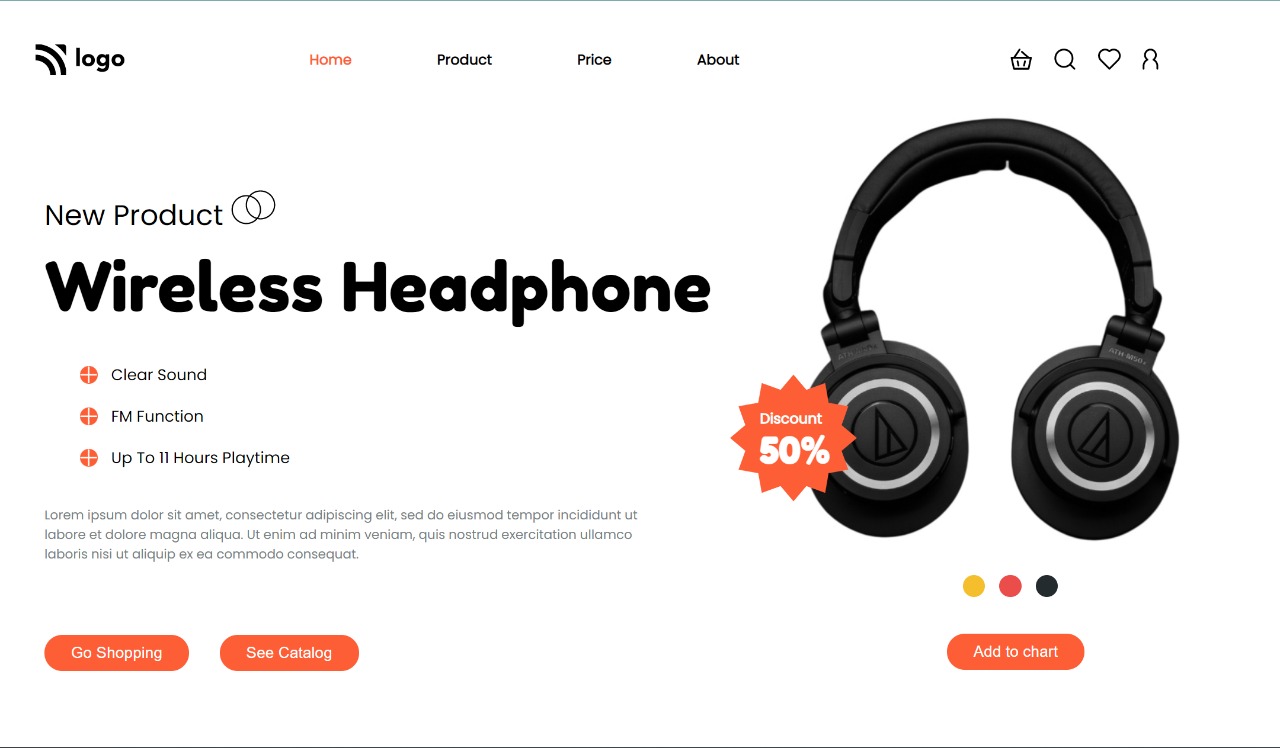 logo
Home
Product
Price
About
New Product
Wireless Headphone
Clear Sound
FM Function
Up To 11 Hours Playtime
Lorem ipsum dolor sit amet, consectetur adipiscing elit, sed do eiusmod tempor incididunt ut
labore et dolore magna aliqua. Ut enim ad minim veniam, quis nostrud exercitation ullamco
laboris nisi ut aliquip ex ea commodo consequat.
Go Shopping
See Catalog
Discount
50%
Add to chart